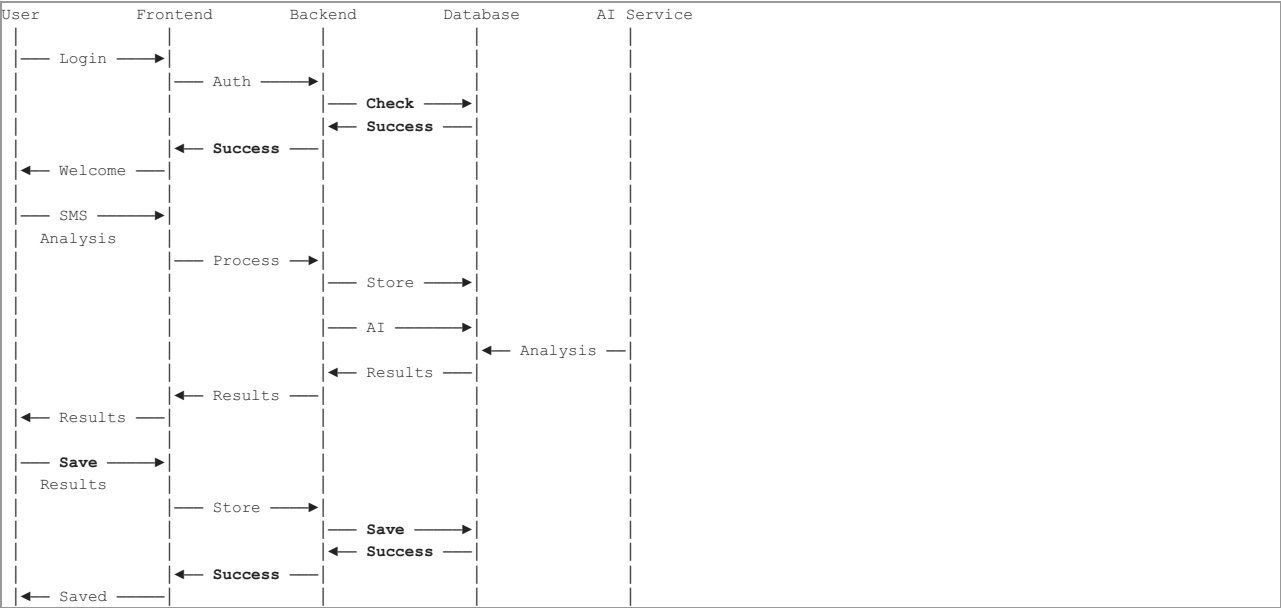 User Frontend Backend Database AI Service
Login
Auth
Check
Success
Success
Welcome
SMS
Analysis
Process
Store
AI
Analysis
Results
Results
Results
Save
Results
Store
Save
Success
Success
Saved